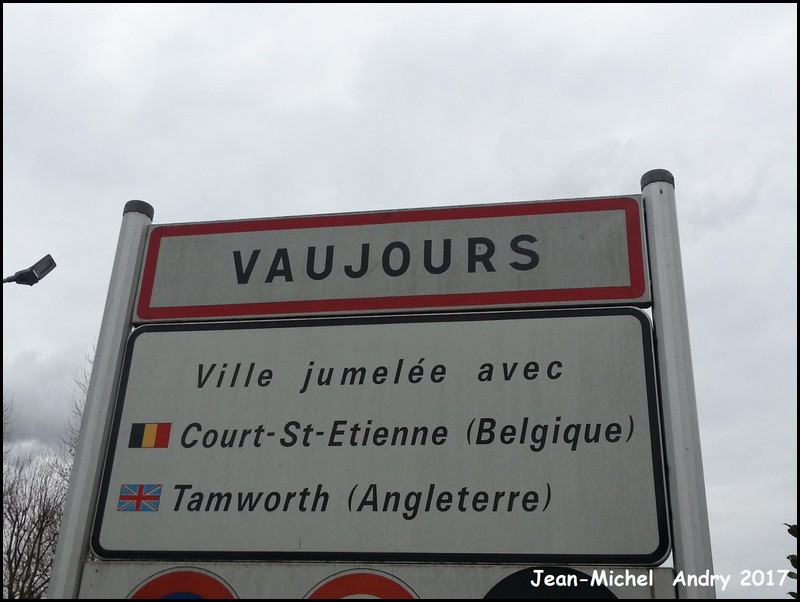 VAUJOURS
Ville jumelée avec
Court-St-Etienne (Belgique)
Tamworth (Angleterre)
Jean-Michel Andry 2017